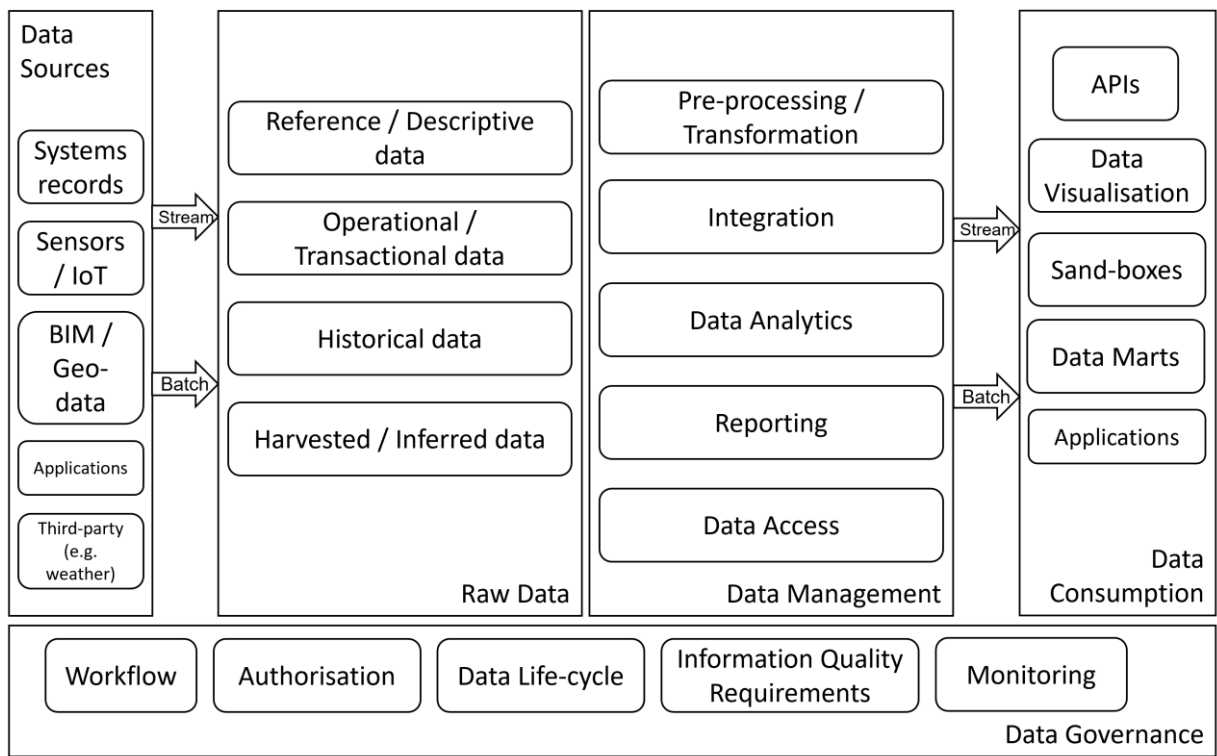 Data
Sources
Systems
records
Sensors
/ IoT
BIM /
Geo-
data
Applications
Third-party
(e.g.
weather)
Stream
Batch
Reference / Descriptive
data
Operational /
Transactional data
Historical data
Harvested / Inferred data
Raw Data
Pre-processing /
Transformation
Integration
Data Analytics
Reporting
Data Access
Data Management
Stream
Batch
APIs
Data
Visualisation
Sand-boxes
Data Marts
Applications
Data
Consumption
Workflow
Authorisation
Data Life-cycle
Information Quality
Requirements
Monitoring
Data Governance